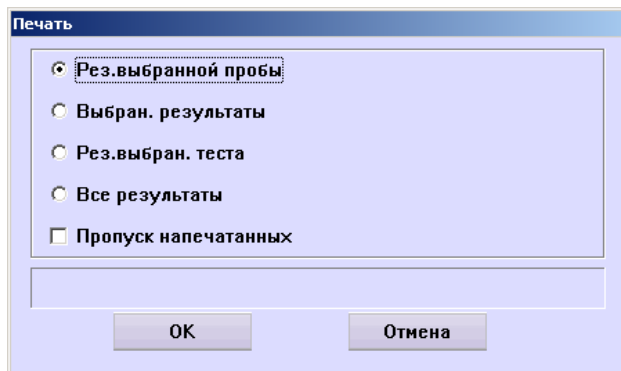 Печать
Рез.выбранной пробы
Выбран. результаты
Рез.выбран. теста
Все результаты
Пропуск напечатанных
OK
Отмена